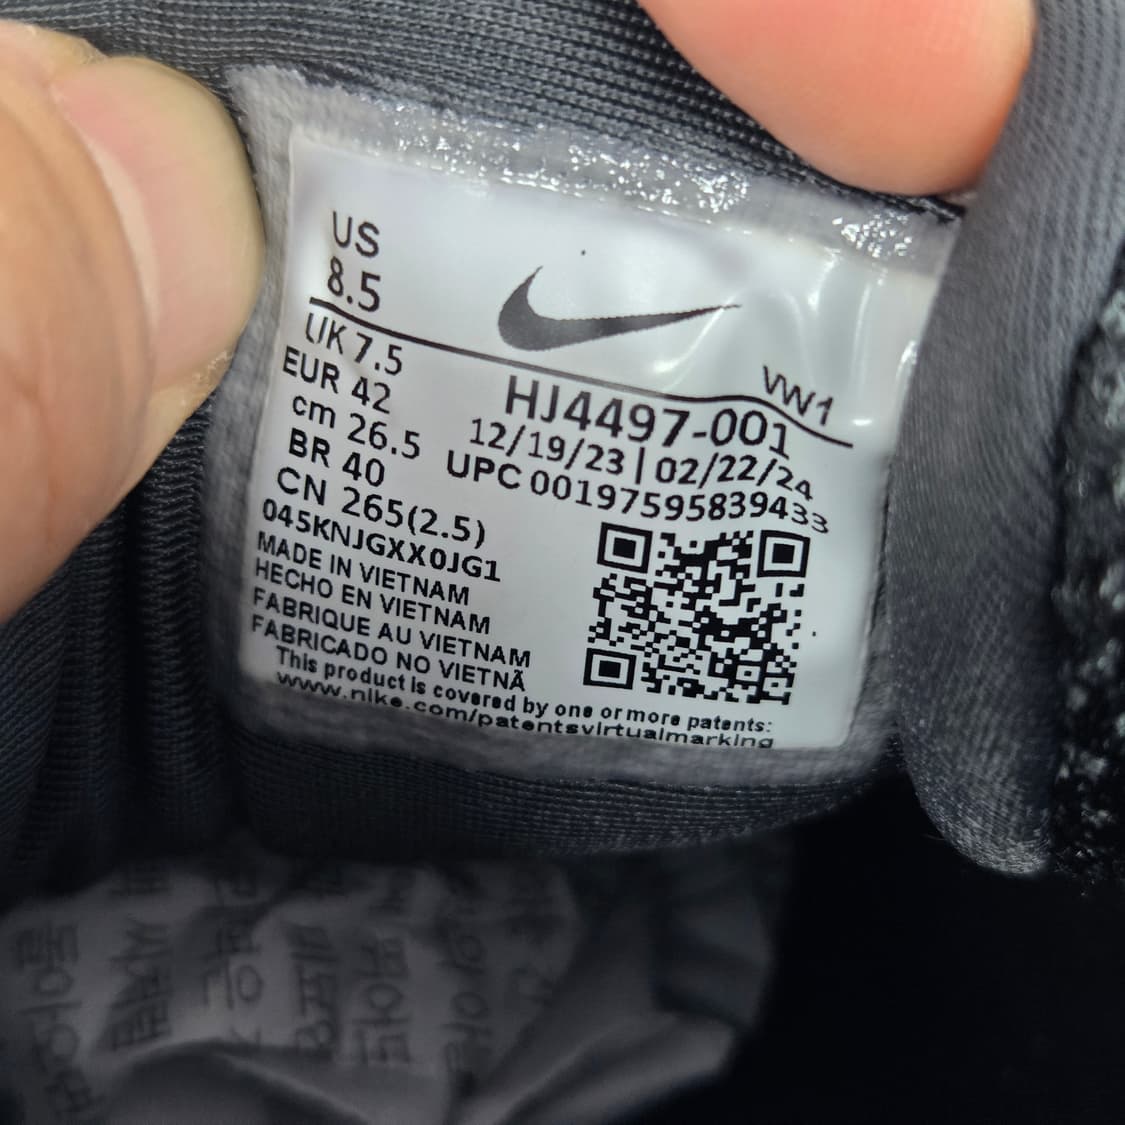 US
8.5
UK 7.5
EUR 42
cm 26.5
BR 40
CN 265(2.5)
VW1
HJ4497-001
12/19/23 | 02/22/24
UPC 00197595839433
045KNJGXX0JG1
MADE IN VIETNAM
HECHO EN VIETNAM
FABRIQUE AU VIETNAM
FABRICADO NO VIETNÃ
This product is covered by one or more patents:
www.nike.com/patentsvirtualmarking